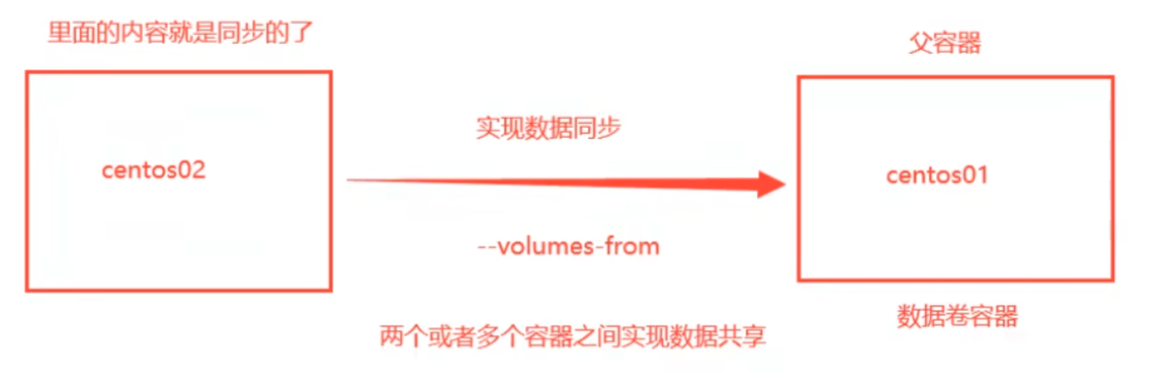 里面的内容就是同步的了
父容器
实现数据同步
centos02
centos01
--volumes-from
数据卷容器
两个或者多个容器之间实现数据共享